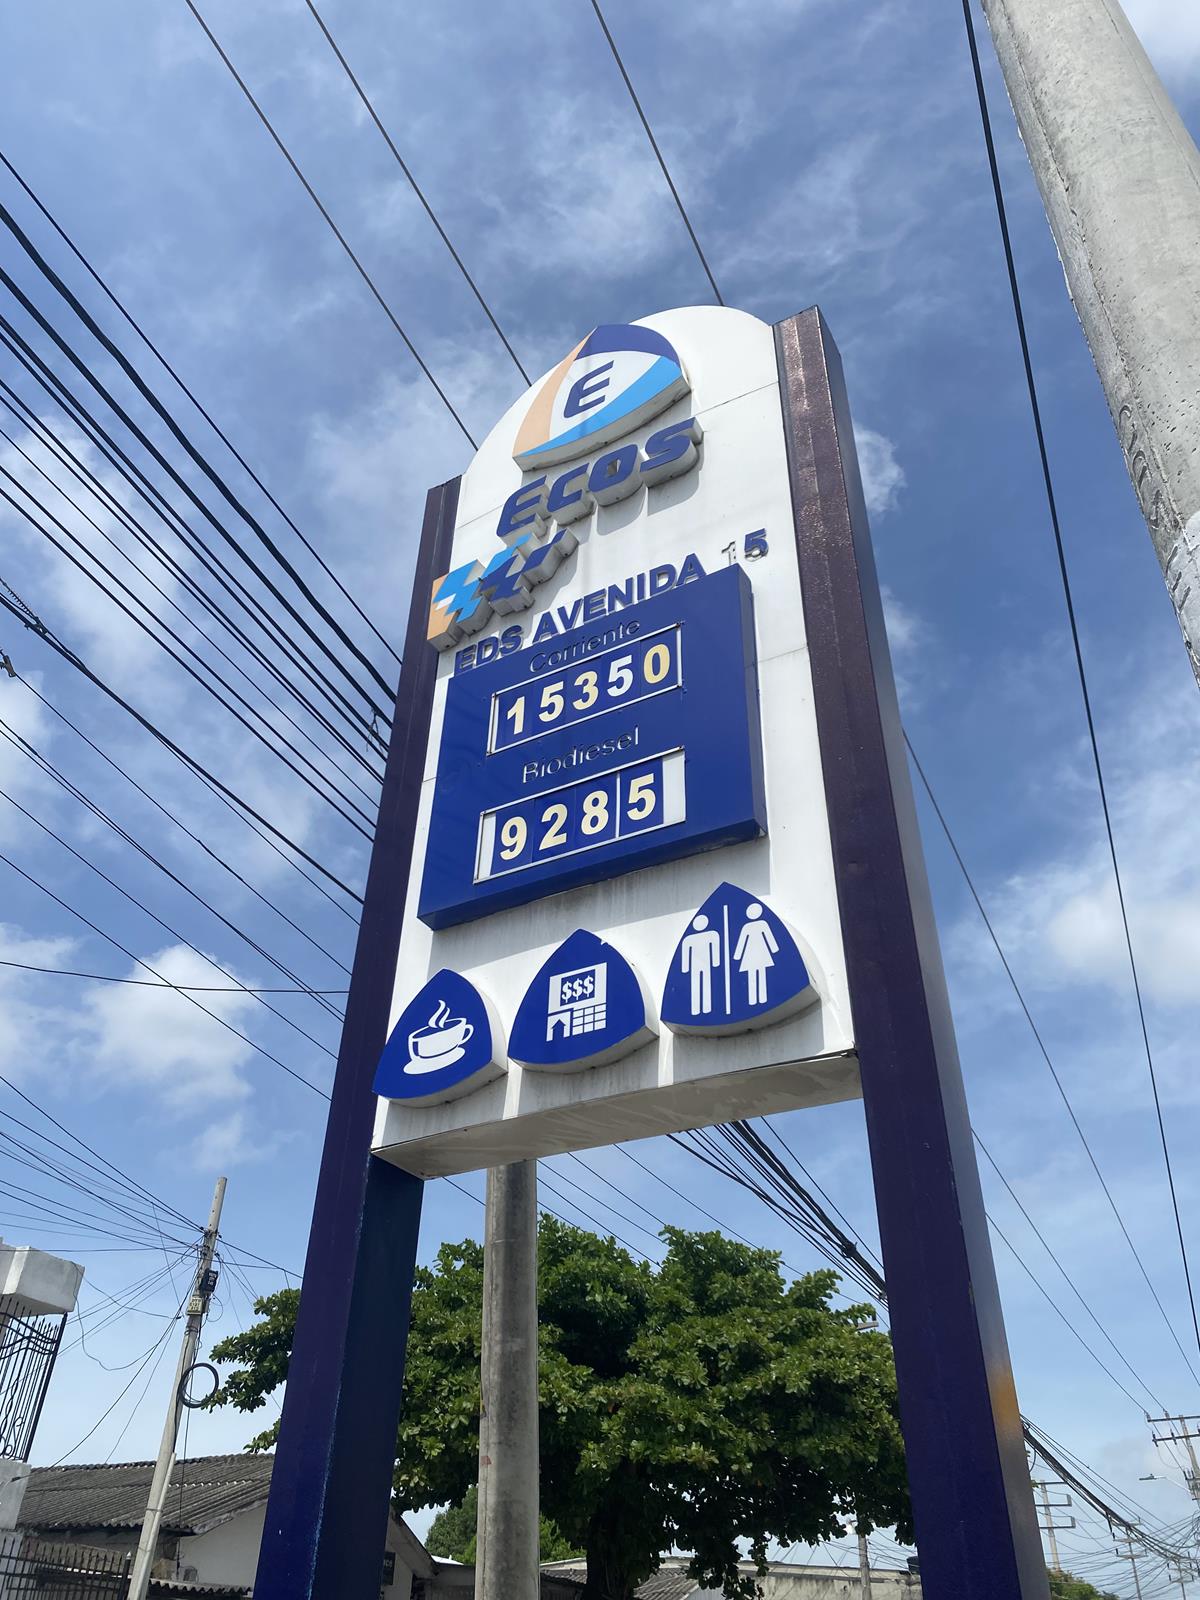 E
Ecos
EDS AVENIDA 15
Corriente
15350
Biodiesel
9285
$$$